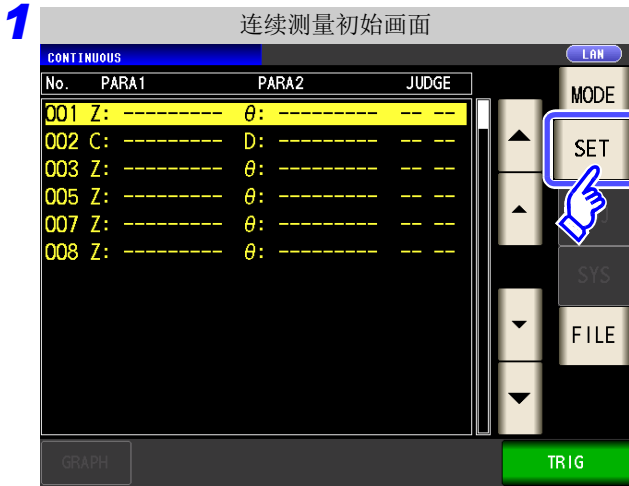 1
连续测量初始画面
CONTINUOUS LAN
No. PARA1 PARA2 JUDGE
MODE
001 Z: --------- θ: --------- -- --
002 C: --------- D: --------- -- --
SET
003 Z: --------- θ: --------- -- --
005 Z: --------- θ: --------- -- --
007 Z: --------- θ: --------- -- --
008 Z: --------- θ: --------- -- --
SYS
FILE
GRAPH
TRIG